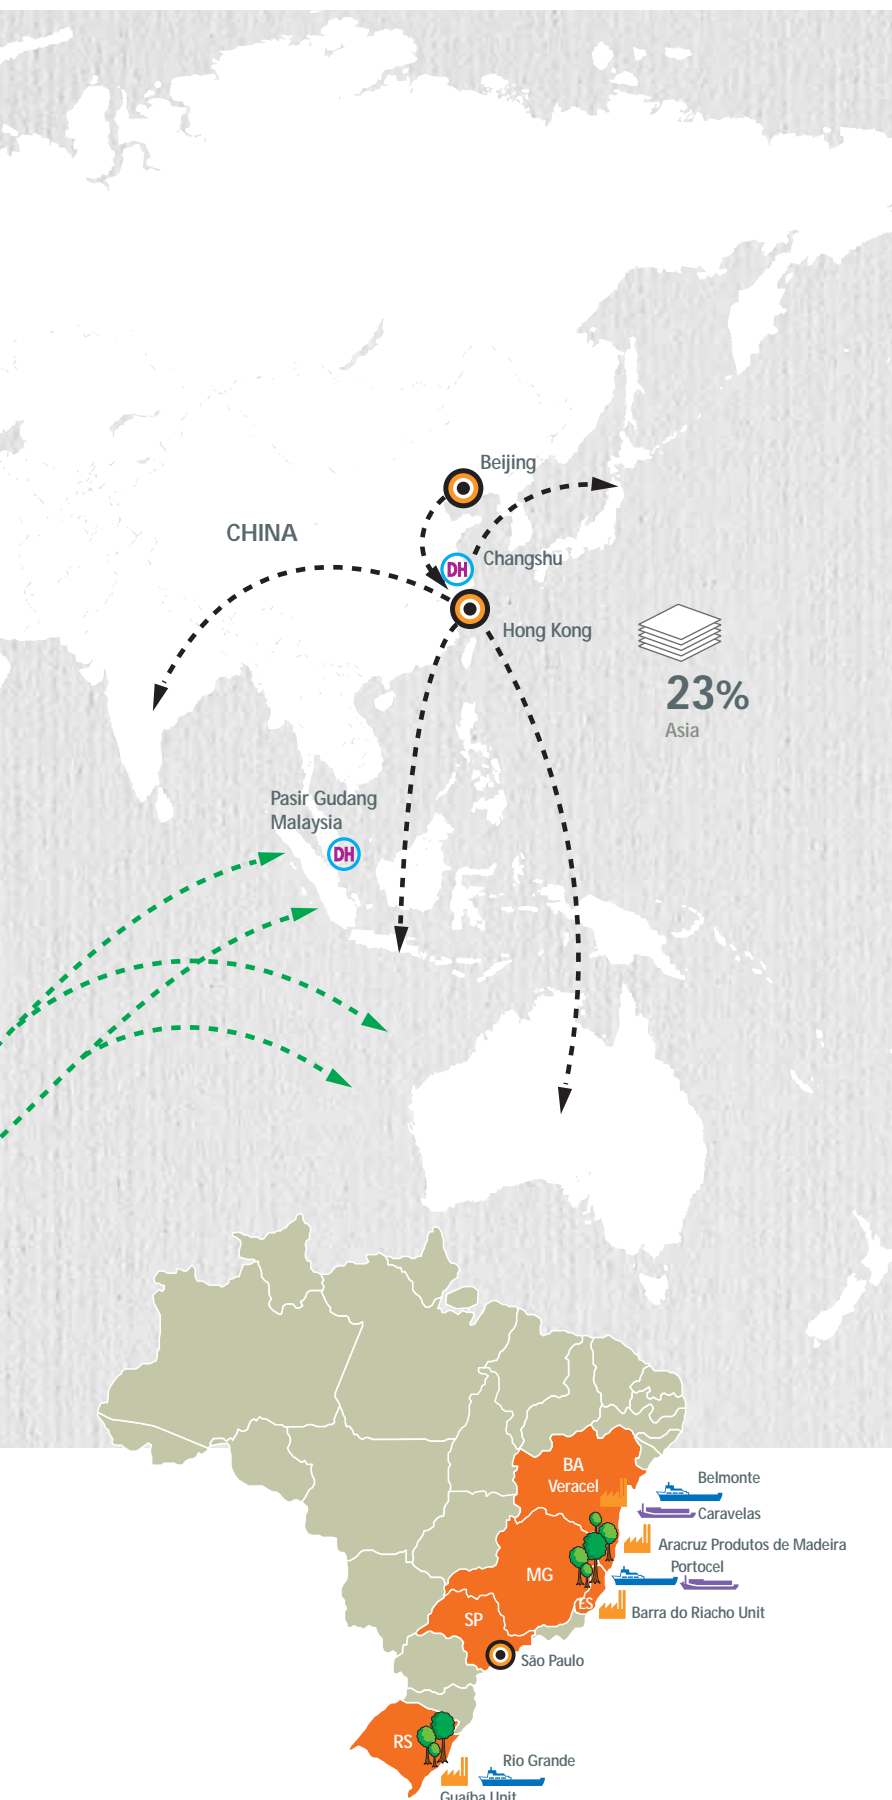 Beijing
CHINA
DH
Changshu
Hong Kong
23%
Asia
Pasir Gudang
Malaysia
DH
BA
Veracel
Belmonte
Caravelas
Aracruz Produtos de Madeira
Portocel
MG
ES
Barra do Riacho Unit
SP
São Paulo
RS
Rio Grande
Guaíba Unit